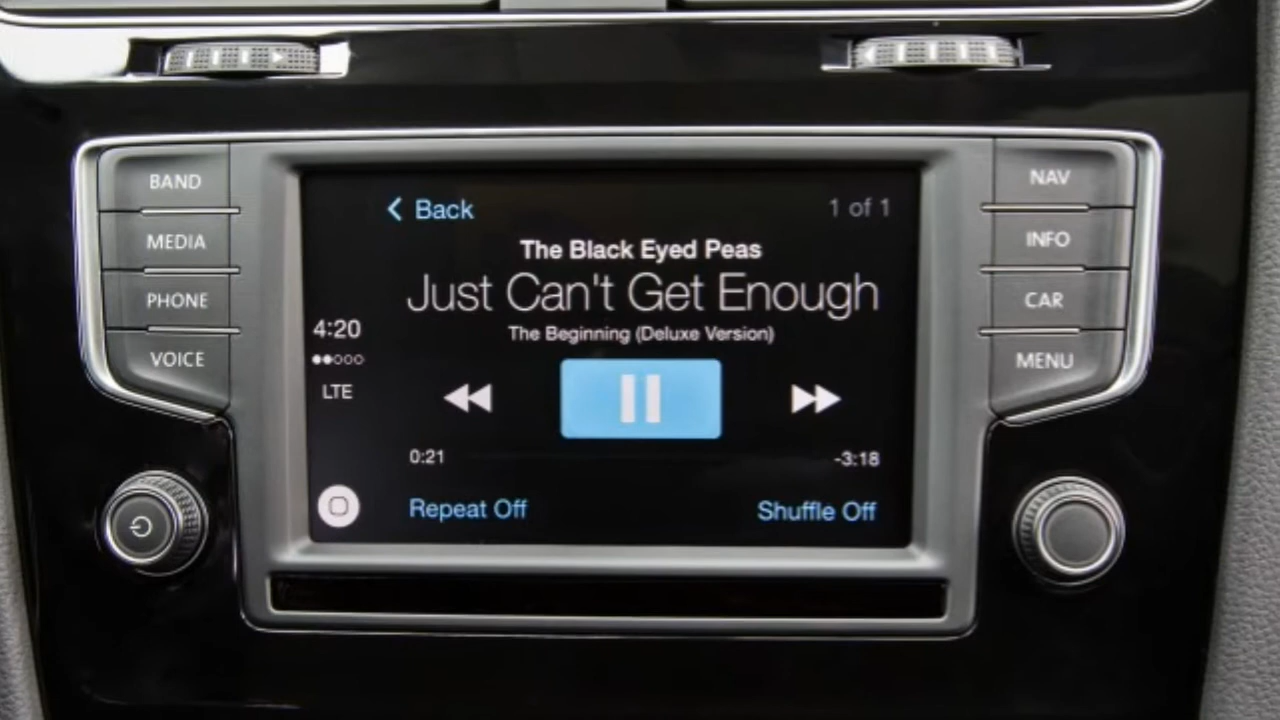 BAND
MEDIA
PHONE
VOICE
Back
1 of 1
The Black Eyed Peas
Just Can't Get Enough
The Beginning (Deluxe Version)
4:20
LTE
0:21
-3:18
Repeat Off
Shuffle Off
NAV
INFO
CAR
MENU